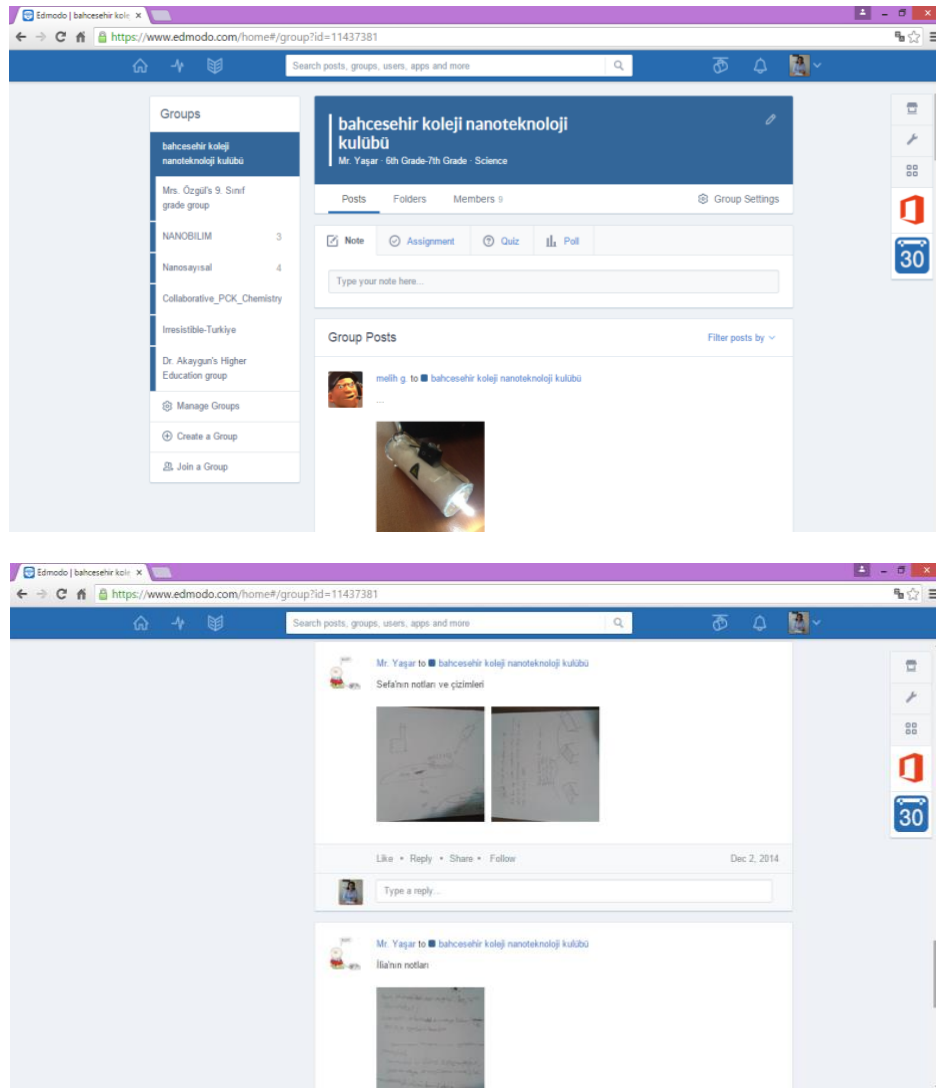 Edmodo | bahcesehir kole
https://www.edmodo.com/home#/group?id=11437381
Search posts, groups, users, apps and more
Groups
bahcesehir koleji
nanoteknoloji kulübü
Mrs. Özgül's 9. Sınıf
grade group
NANOBILIM 3
Nanosayısal 4
Collaborative_PCK_Chemistry
Irresistible-Turkiye
Dr. Akaygun's Higher
Education group
Manage Groups
Create a Group
Join a Group
bahcesehir koleji nanoteknoloji
kulübü
Mr. Yaşar · 6th Grade-7th Grade · Science
Posts Folders Members 9 Group Settings
Note Assignment Quiz Poll
Type your note here...
Group Posts Filter posts by
melih g. to bahcesehir koleji nanoteknoloji kulübü
...
30
Edmodo | bahcesehir kole
https://www.edmodo.com/home#/group?id=11437381
Search posts, groups, users, apps and more
Mr. Yaşar to bahcesehir koleji nanoteknoloji kulübü
Sefa'nın notları ve çizimleri
Like • Reply • Share • Follow Dec 2, 2014
Type a reply...
Mr. Yaşar to bahcesehir koleji nanoteknoloji kulübü
İlia'nın notları
30